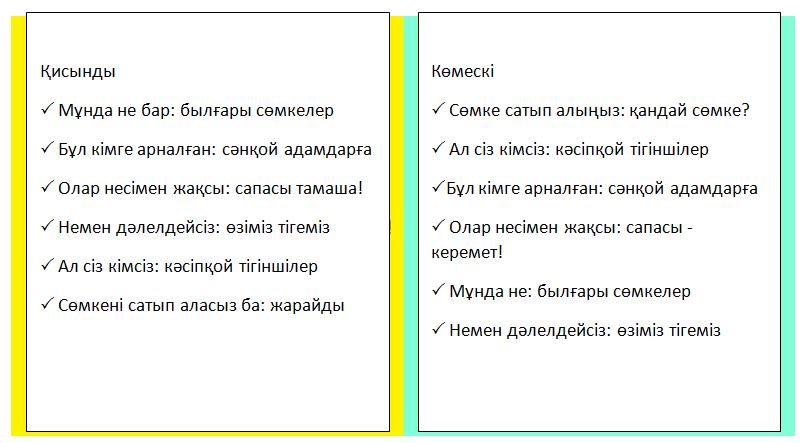 Қисынды
✓ Мұнда не бар: былғары сөмкелер
✓ Бұл кімге арналған: сәнқой адамдарға
✓ Олар несімен жақсы: сапасы тамаша!
✓ Немен дәлелдейсіз: өзіміз тігеміз
✓ Ал сіз кімсіз: кәсіпқой тігіншілер
✓ Сөмкені сатып аласыз ба: жарайды
Көмескі
✓ Сөмке сатып алыңыз: қандай сөмке?
✓ Ал сіз кімсіз: кәсіпқой тігіншілер
✓Бұл кімге арналған: сәнқой адамдарға
✓ Олар несімен жақсы: сапасы -
керемет!
✓ Мұнда не: былғары сөмкелер
✓ Немен дәлелдейсіз: өзіміз тігеміз